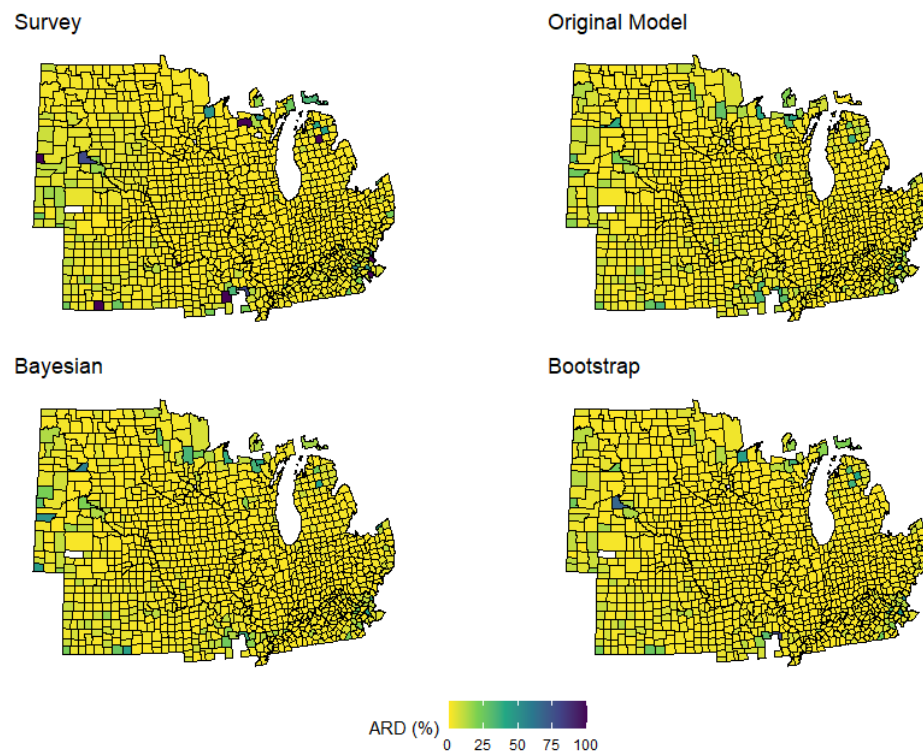 Survey
Original Model
Bayesian
Bootstrap
ARD (%)
0 25 50 75 100